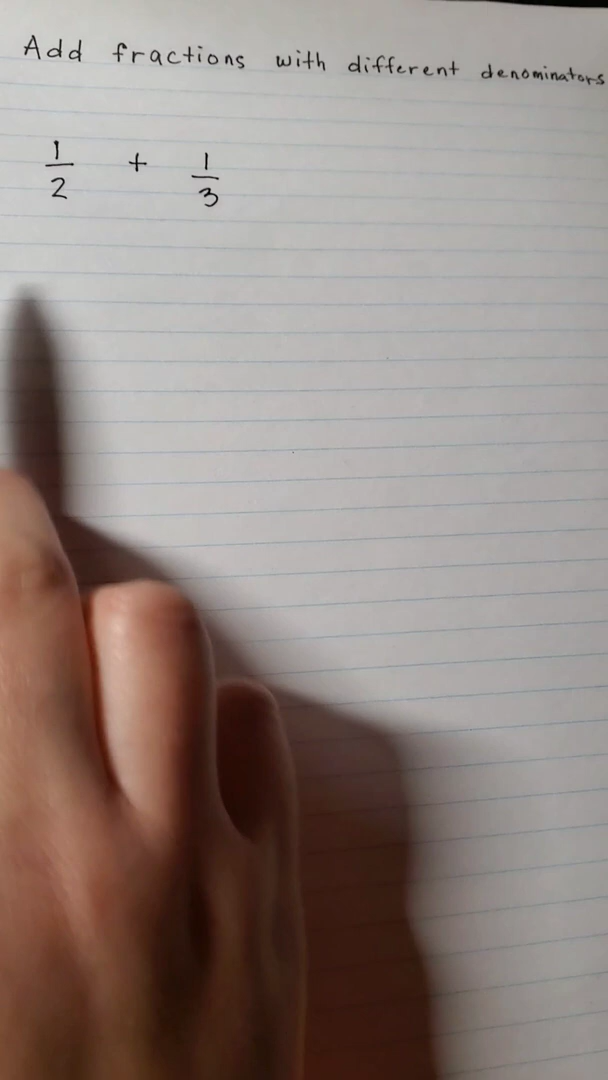 Add fractions with different denominators
1/2 + 1/3